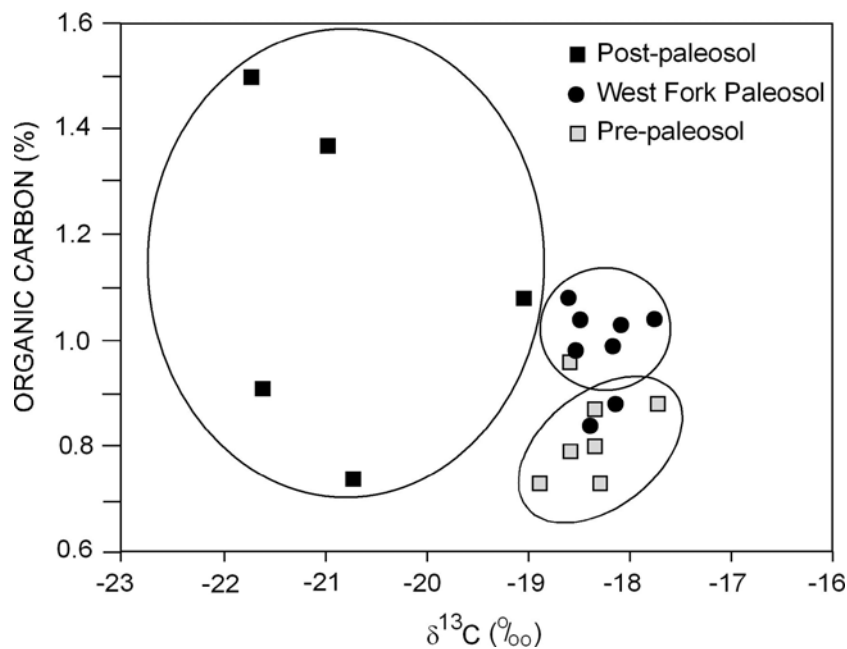 1.6
1.4
1.2
1.0
0.8
0.6
ORGANIC CARBON (%)
Post-paleosol
West Fork Paleosol
Pre-paleosol
-23 -22 -21 -20 -19 -18 -17 -16
δ¹³C (‰)